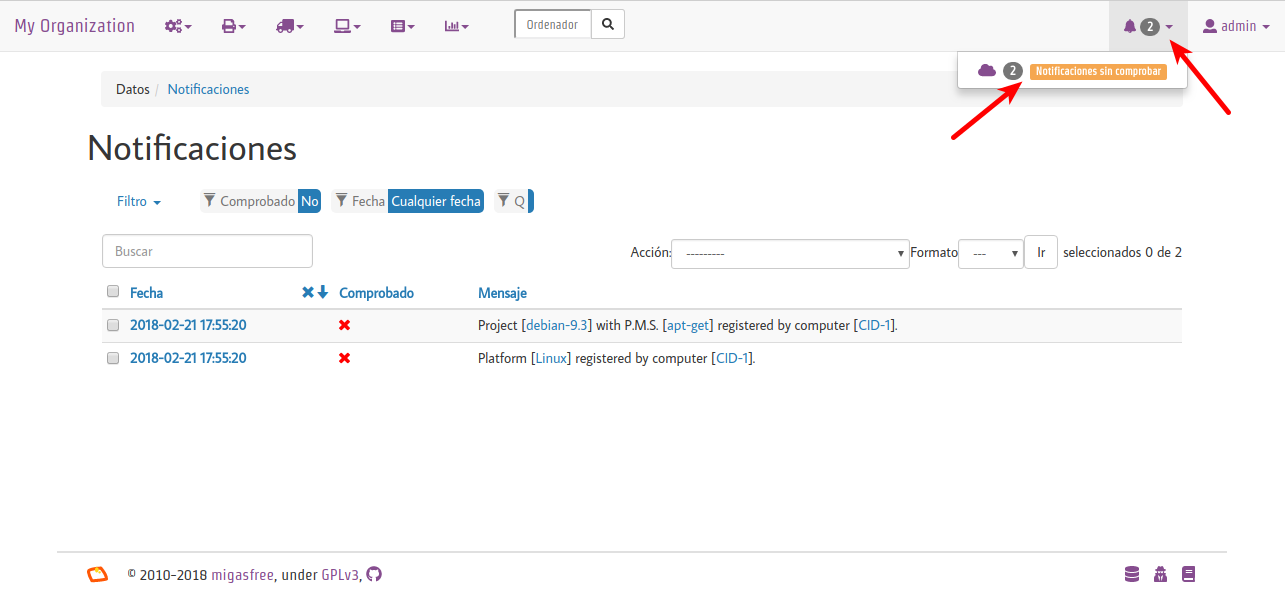 My Organization Ordenador 2 admin
2 Notificaciones sin comprobar
Datos / Notificaciones
Notificaciones
Filtro Comprobado No Fecha Cualquier fecha Q
Buscar Acción: --------- Formato --- Ir seleccionados 0 de 2
Fecha Comprobado Mensaje
2018-02-21 17:55:20 Project [debian-9.3] with P.M.S. [apt-get] registered by computer [CID-1].
2018-02-21 17:55:20 Platform [Linux] registered by computer [CID-1].
© 2010-2018 migasfree, under GPLv3,